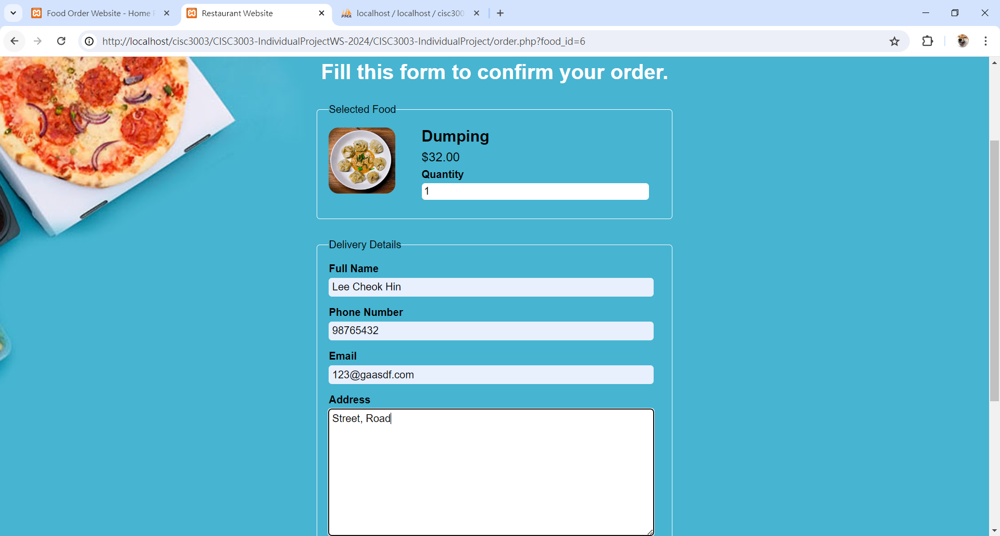 Food Order Website - Home
Restaurant Website
PMA
localhost / localhost / cisc300
http://localhost/cisc3003/CISC3003-IndividualProjectWS-2024/CISC3003-IndividualProject/order.php?food_id=6
Fill this form to confirm your order.
Selected Food
Dumping
$32.00
Quantity
1
Delivery Details
Full Name
Lee Cheok Hin
Phone Number
98765432
Email
123@gaasdf.com
Address
Street, Road